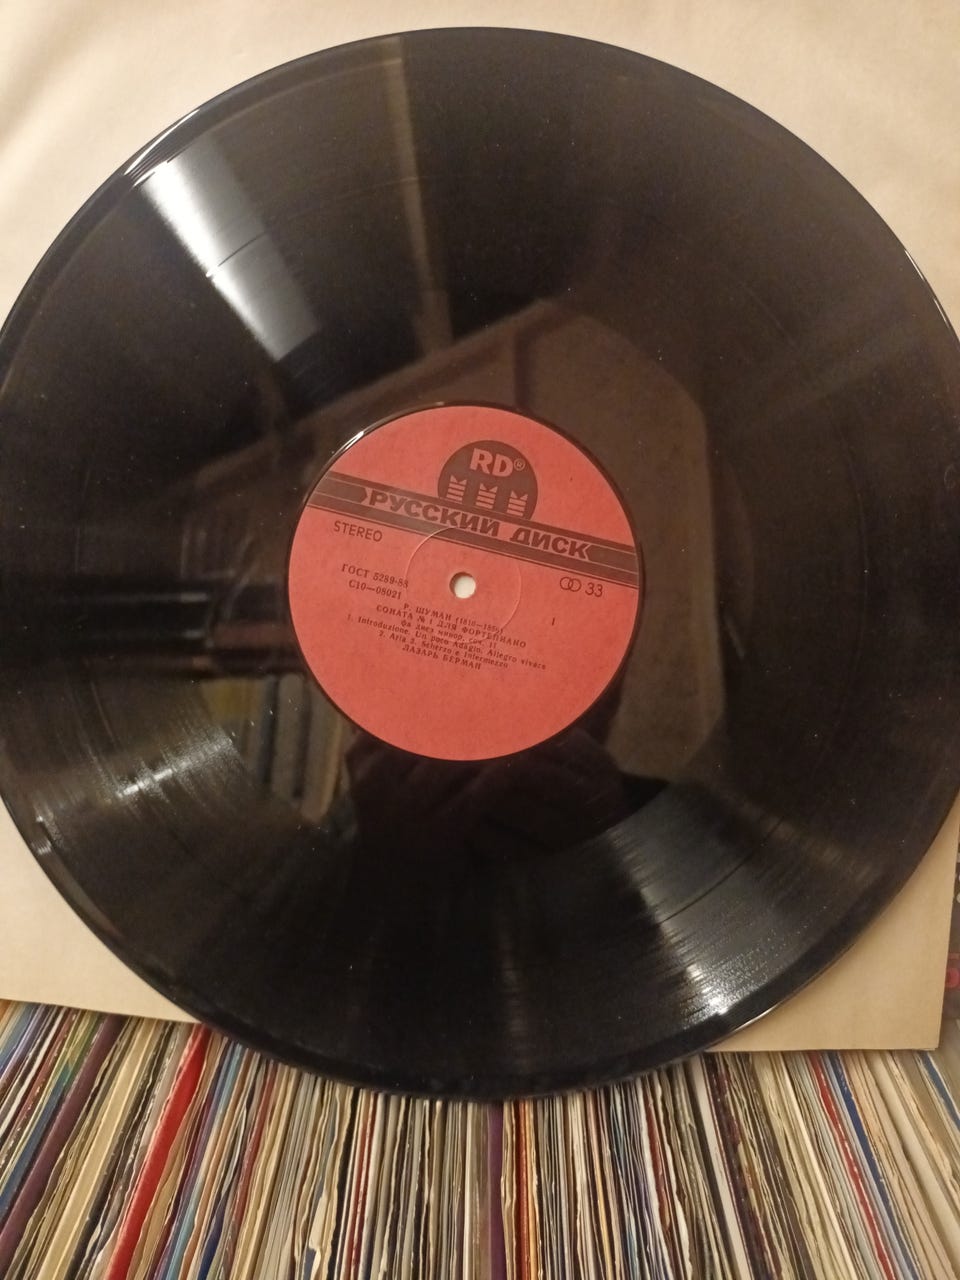 RD®
РУССКИЙ ДИСК
STEREO
33
ГОСТ 5289-88
С10—08021
1
Р. ШУМАН (1810—1856)
СОНАТА № 1 ДЛЯ ФОРТЕПИАНО
фа диез минор, соч. 11
1. Introduzione. Un poco Adagio. Allegro vivace
2. Aria 3. Scherzo e Intermezzo
ЛАЗАРЬ БЕРМАН